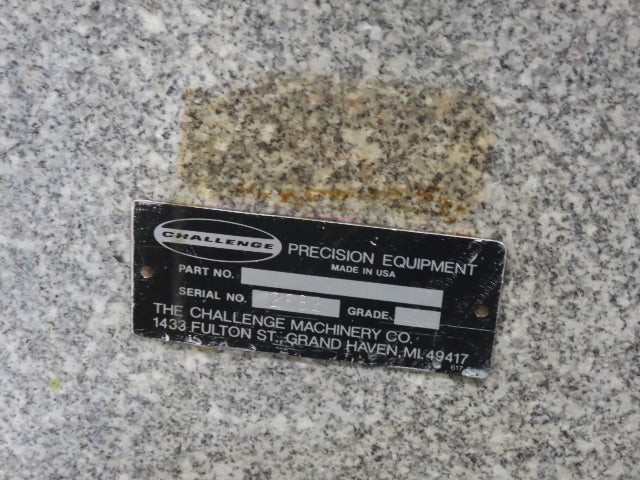 CHALLENGE
PRECISION EQUIPMENT
MADE IN USA
PART NO.
SERIAL NO.
GRADE
THE CHALLENGE MACHINERY CO.
1433 FULTON ST., GRAND HAVEN, MI. 49417